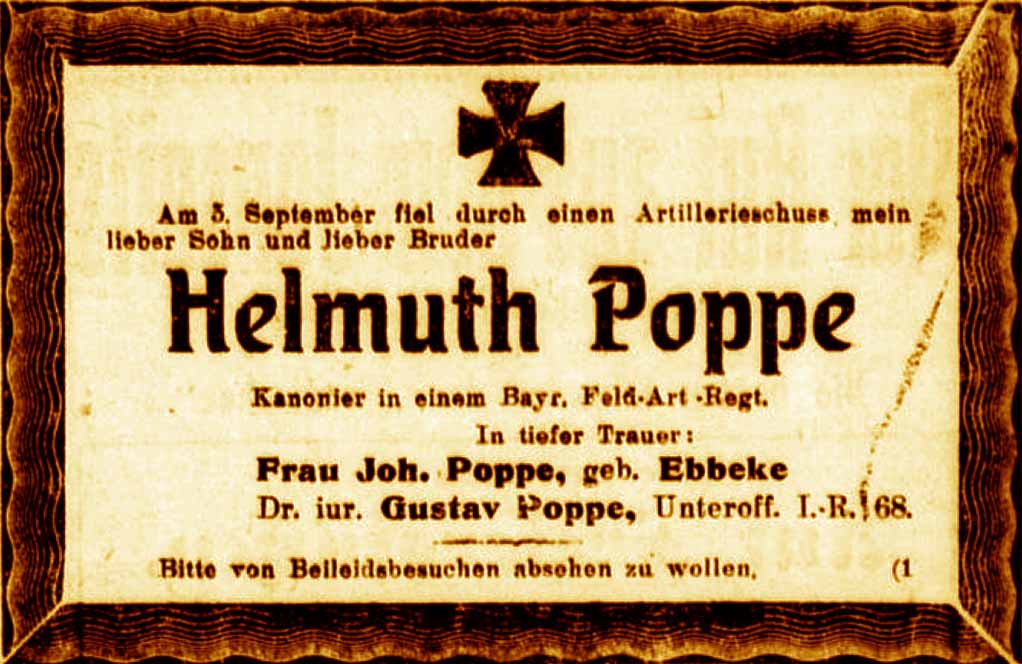 Am 3. September fiel durch einen Artillerieschuss mein
lieber Sohn und lieber Bruder
Helmuth Poppe
Kanonier in einem Bayr. Feld-Art.-Regt.
In tiefer Trauer:
Frau Joh. Poppe, geb. Ebbeke
Dr. iur. Gustav Poppe, Unteroff. I.-R. 68.
Bitte von Beileidsbesuchen absehen zu wollen. (1